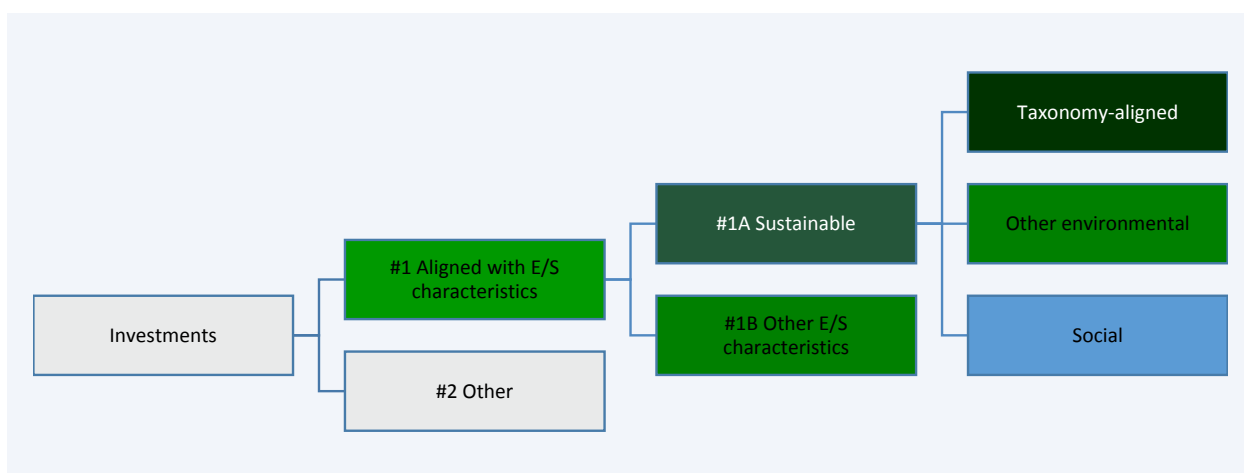 Investments
#1 Aligned with E/S
characteristics
#2 Other
#1A Sustainable
#1B Other E/S
characteristics
Taxonomy-aligned
Other environmental
Social